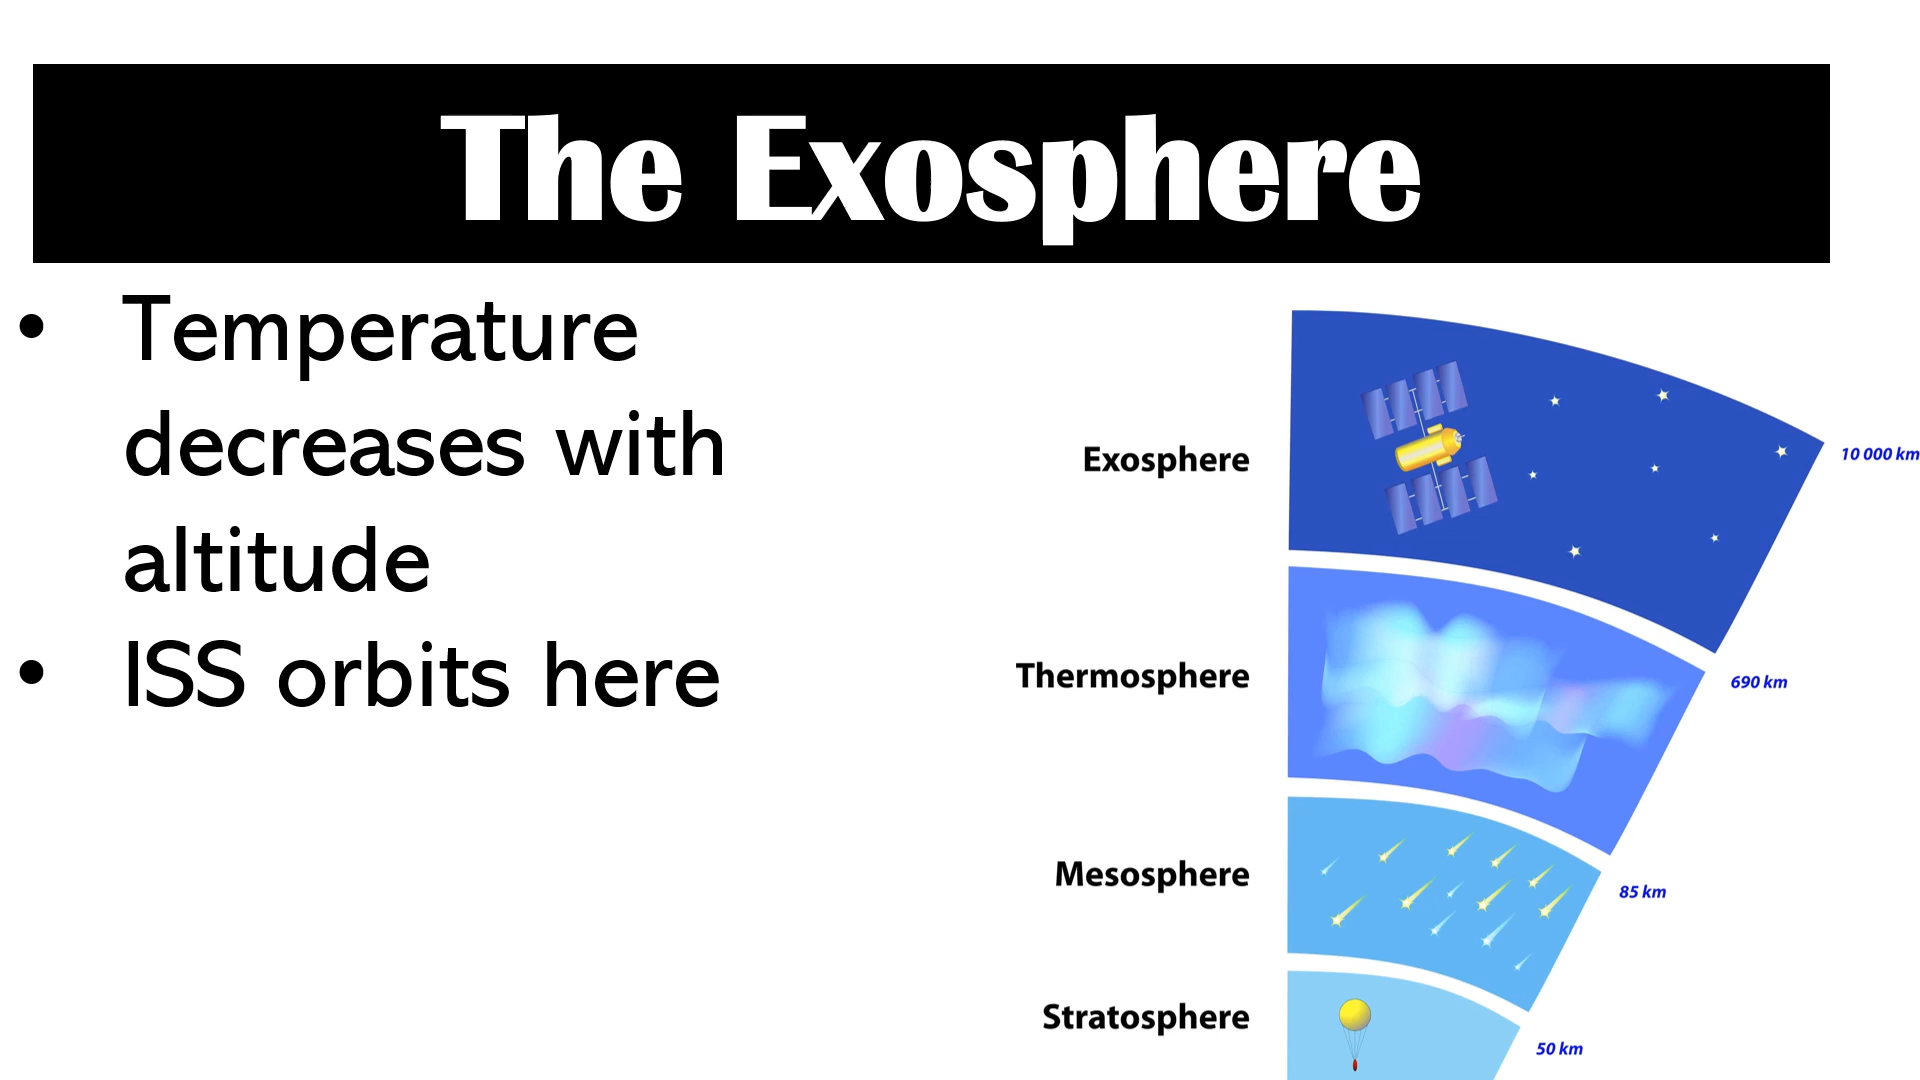 The Exosphere
• Temperature
decreases with
altitude
• ISS orbits here
Exosphere
10 000 km
Thermosphere
690 km
Mesosphere
85 km
Stratosphere
50 km